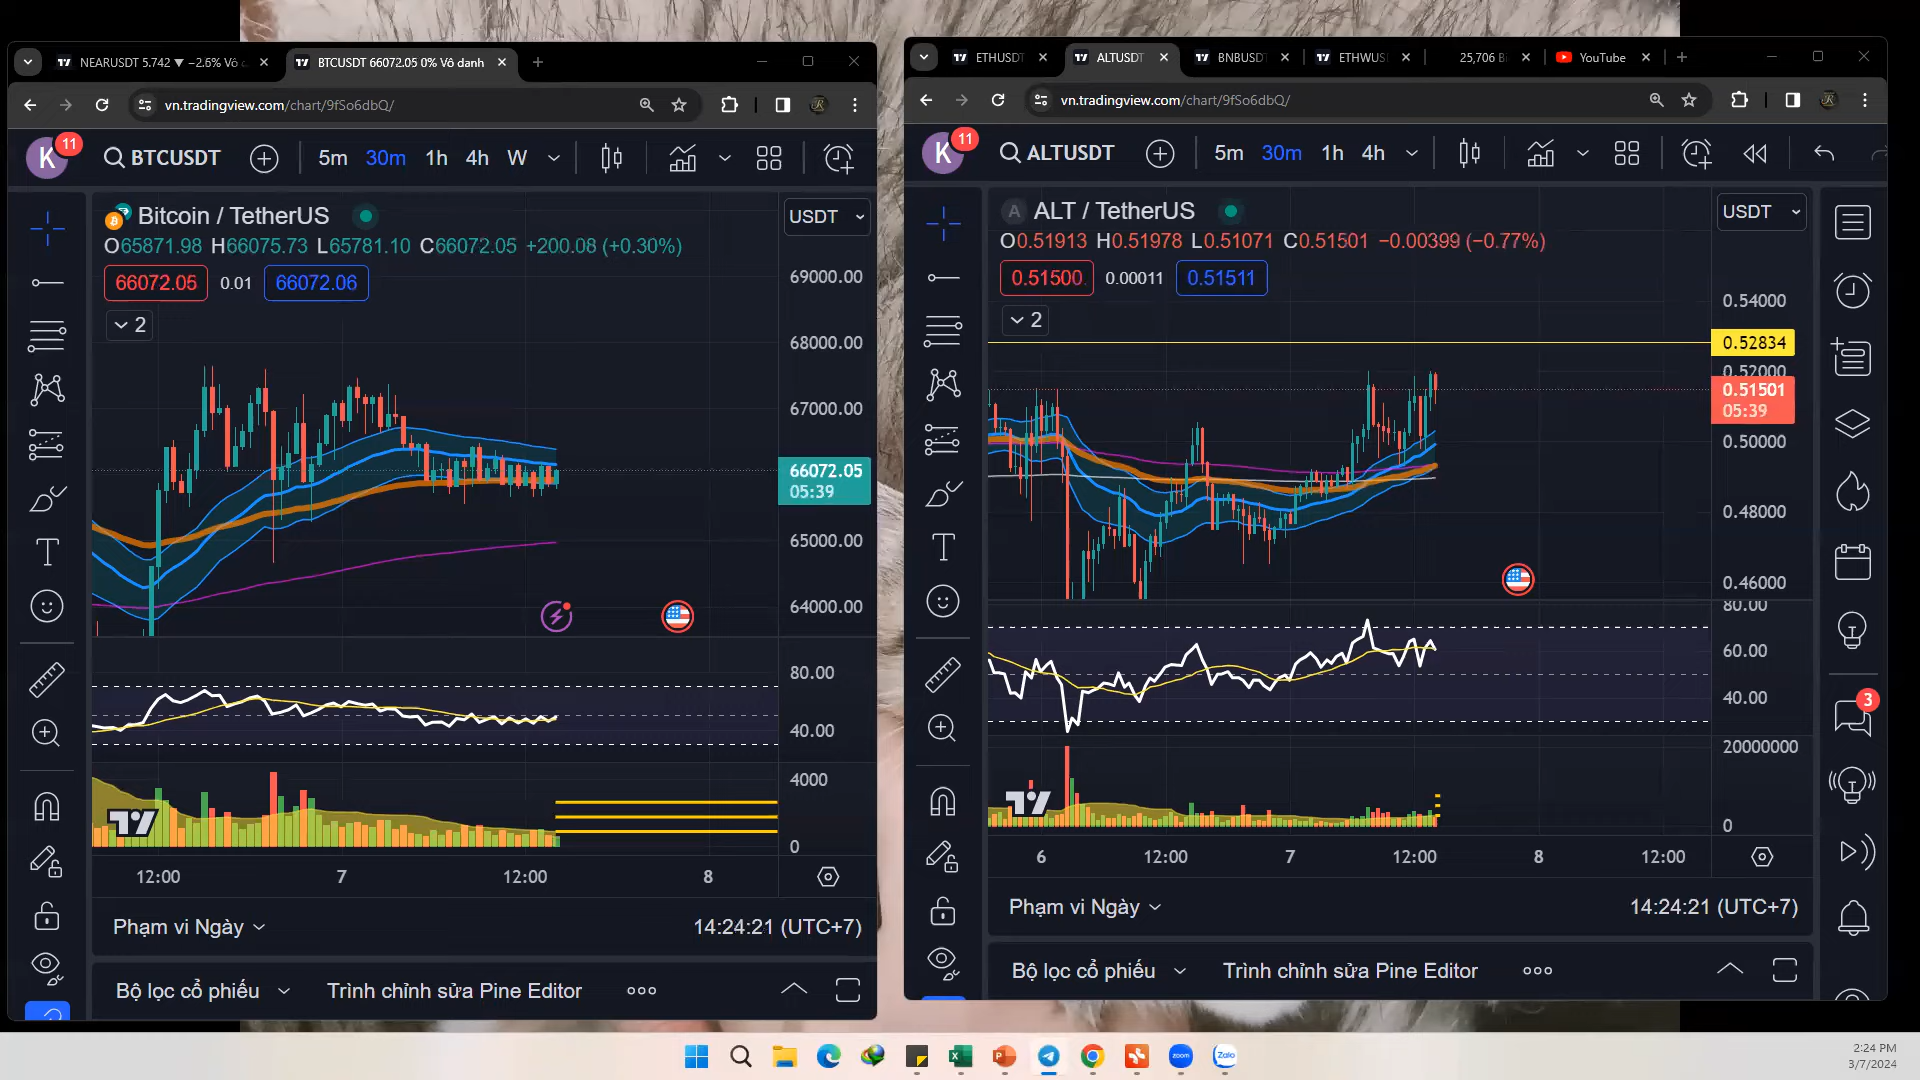 NEARUSDT 5.742 ▼ −2.6% Vô
BTCUSDT 66072.05 0% Vô danh
vn.tradingview.com/chart/9fSo6dbQ/
K
11
BTCUSDT
5m 30m 1h 4h W
Bitcoin / TetherUS
USDT
O65871.98 H66075.73 L65781.10 C66072.05 +200.08 (+0.30%)
66072.05 0.01 66072.06
2
69000.00
68000.00
67000.00
66072.05
05:39
65000.00
64000.00
80.00
40.00
4000
0
12:00 7 12:00 8
Phạm vi Ngày
14:24:21 (UTC+7)
Bộ lọc cổ phiếu
Trình chỉnh sửa Pine Editor
ETHUSDT
ALTUSDT
BNBUSDT
ETHWUS
25,706 B
YouTube
vn.tradingview.com/chart/9fSo6dbQ/
K
11
ALTUSDT
5m 30m 1h 4h
A ALT / TetherUS
USDT
O0.51913 H0.51978 L0.51071 C0.51501 −0.00399 (−0.77%)
0.51500 0.00011 0.51511
2
0.54000
0.52834
0.52000
0.51501
05:39
0.50000
0.48000
0.46000
80.00
60.00
40.00
20000000
0
6 12:00 7 12:00 8 12:00
3
Phạm vi Ngày
14:24:21 (UTC+7)
Bộ lọc cổ phiếu
Trình chỉnh sửa Pine Editor
zoom
Zalo
2:24 PM
3/7/2024